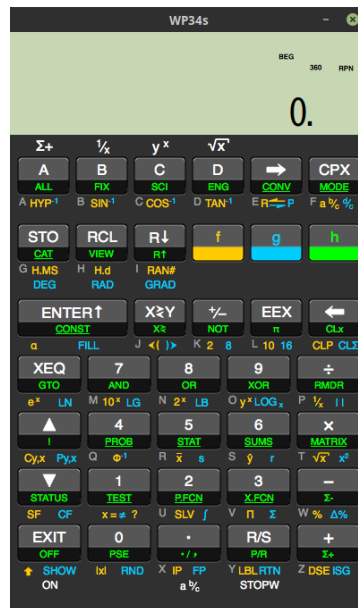 WP34s
BEG
360 RPN
0.
Σ+ ¹/x yˣ √x
A B C D ➡ CPX
ALL FIX SCI ENG CONV MODE
A HYP⁻¹ B SIN⁻¹ C COS⁻¹ D TAN⁻¹ E R⇌P F a b/c d/c
STO RCL R↓ f g h
CAT VIEW R↑
G H.MS H H.d I RAN#
DEG RAD GRAD
ENTER↑ X≷Y +/− EEX ←
CONST X≷ NOT π CLx
α FILL J ≺( )≻ K 2 8 L 10 16 CLP CLΣ
XEQ 7 8 9 ÷
GTO AND OR XOR RMDR
eˣ LN M 10ˣ LG N 2ˣ LB O yˣ LOGₓ P ¹/x | |
▲ 4 5 6 ×
! PROB STAT SUMS MATRIX
Cy,x Py,x Q Φ⁻¹ R x̄ s S ŷ r T √x x²
▼ 1 2 3 −
STATUS TEST P.FCN X.FCN Σ-
SF CF x = ≠ ? U SLV ∫ V Π Σ W % Δ%
EXIT 0 · R/S +
OFF PSE ·/, P/R Σ+
↑ SHOW |x| RND X IP FP Y LBL RTN Z DSE ISG
ON a b/c STOPW